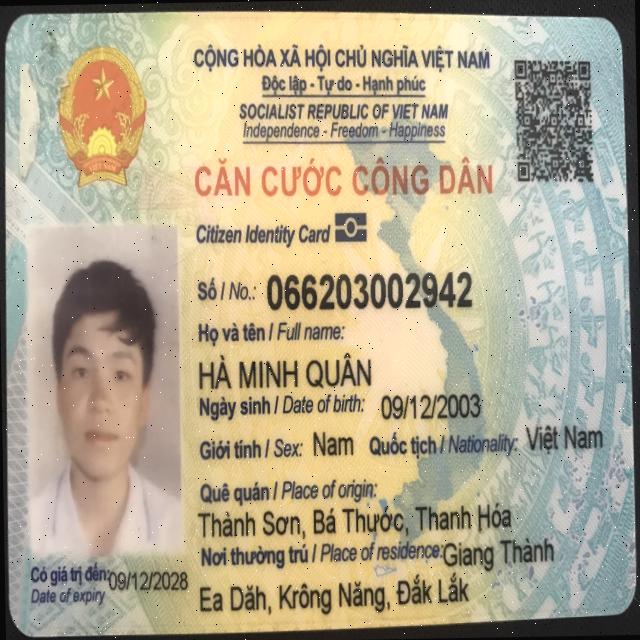 CỘNG HÒA XÃ HỘI CHỦ NGHĨA VIỆT NAM
Độc lập - Tự do - Hạnh phúc
SOCIALIST REPUBLIC OF VIET NAM
Independence - Freedom - Happiness
CĂN CƯỚC CÔNG DÂN
Citizen Identity Card
Số / No.: 066203002942
Họ và tên / Full name:
HÀ MINH QUÂN
Ngày sinh / Date of birth: 09/12/2003
Giới tính / Sex: Nam Quốc tịch / Nationality: Việt Nam
Quê quán / Place of origin:
Thành Sơn, Bá Thước, Thanh Hóa
Nơi thường trú / Place of residence: Giang Thành
Ea Dăh, Krông Năng, Đắk Lắk
Có giá trị đến: 09/12/2028
Date of expiry